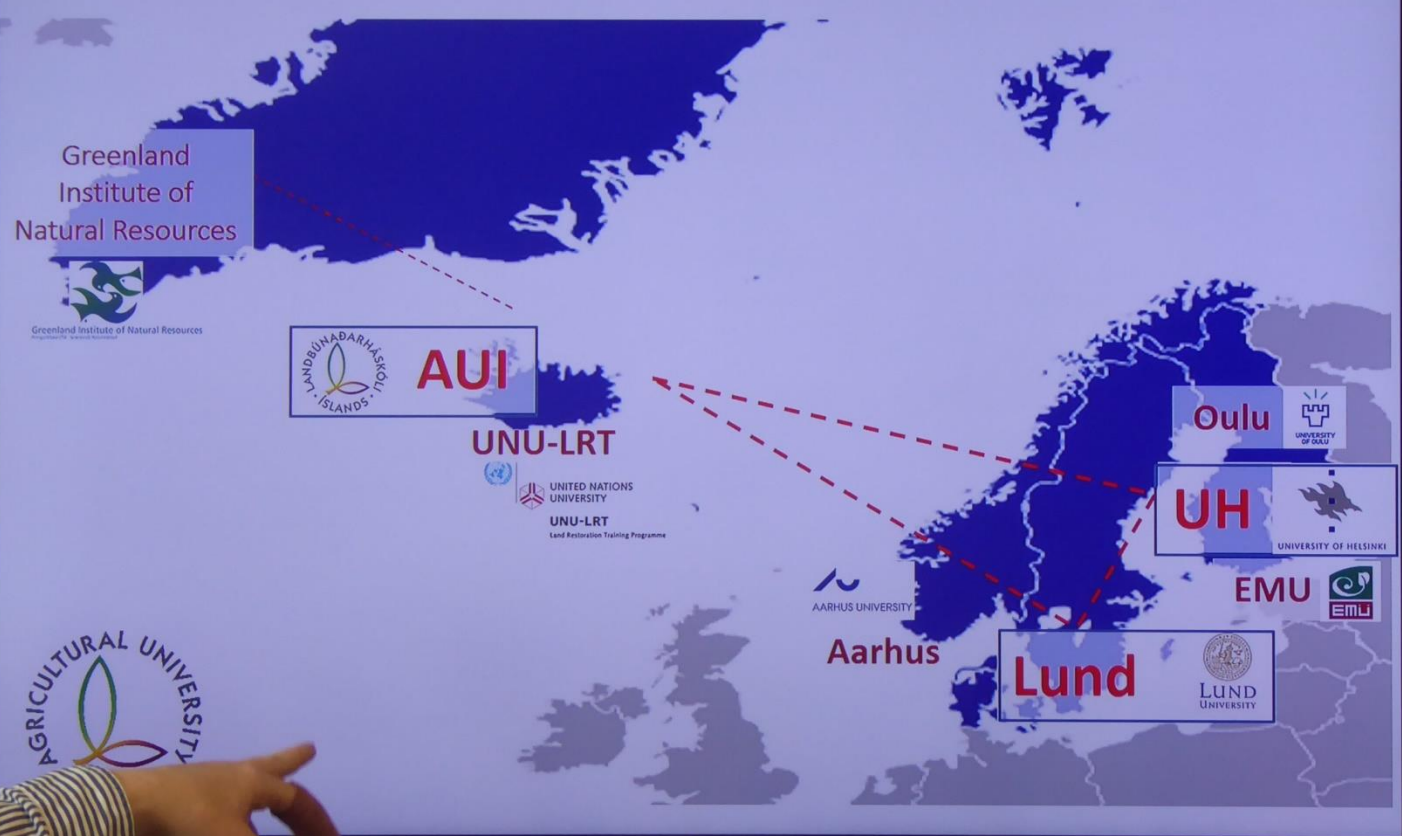 Greenland
Institute of
Natural Resources
Greenland Institute of Natural Resources
LANDBÚNAÐARHÁSKÓLI
· ÍSLANDS ·
AUI
UNU-LRT
UNITED NATIONS
UNIVERSITY
UNU-LRT
Land Restoration Training Programme
Oulu
UNIVERSITY
OF OULU
UH
UNIVERSITY OF HELSINKI
EMU
EMÜ
AARHUS UNIVERSITY
Aarhus
Lund
LUND
UNIVERSITY
AGRICULTURAL UNIVERSITY